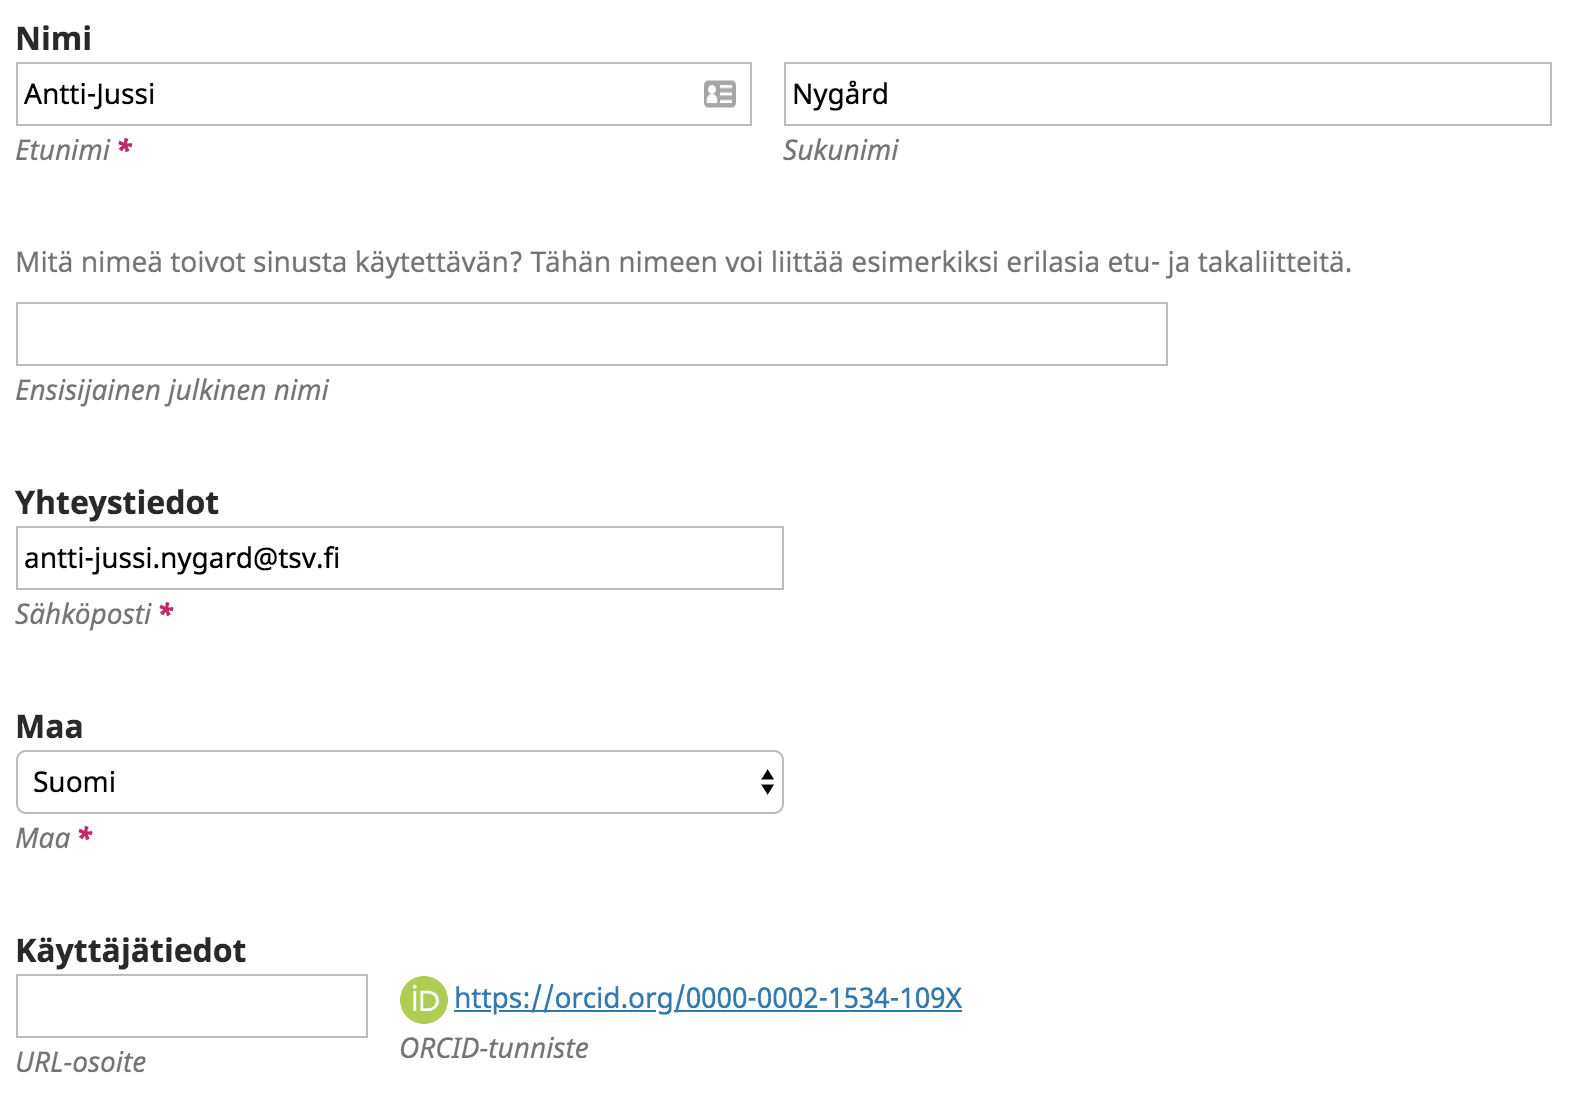 Nimi
Antti-Jussi Nygård
Etunimi * Sukunimi
Mitä nimeä toivot sinusta käytettävän? Tähän nimeen voi liittää esimerkiksi erilasia etu- ja takaliitteitä.
Ensisijainen julkinen nimi
Yhteystiedot
antti-jussi.nygard@tsv.fi
Sähköposti *
Maa
Suomi
Maa *
Käyttäjätiedot
iD https://orcid.org/0000-0002-1534-109X
URL-osoite ORCID-tunniste